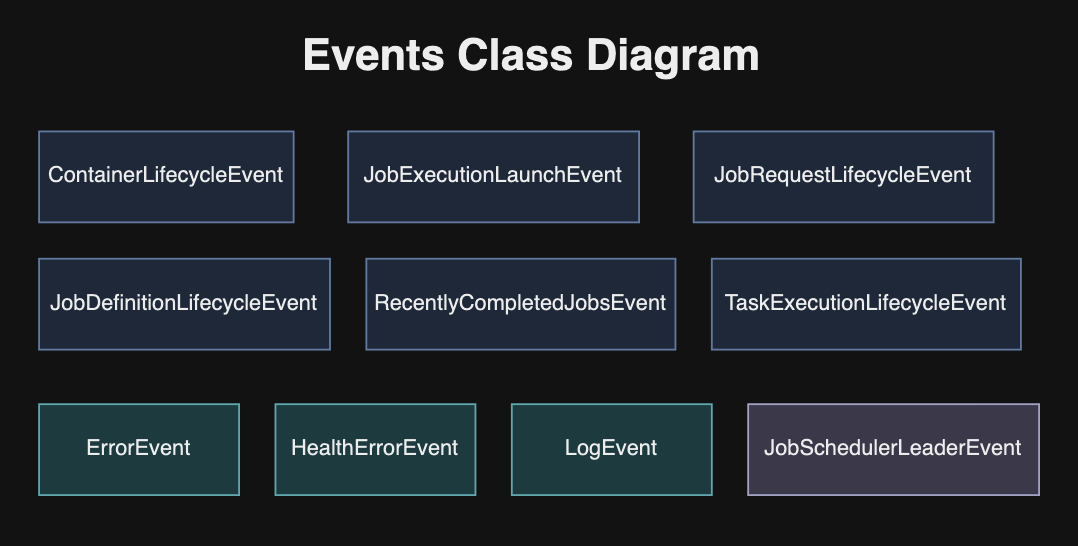 Events Class Diagram
ContainerLifecycleEvent
JobExecutionLaunchEvent
JobRequestLifecycleEvent
JobDefinitionLifecycleEvent
RecentlyCompletedJobsEvent
TaskExecutionLifecycleEvent
ErrorEvent
HealthErrorEvent
LogEvent
JobSchedulerLeaderEvent